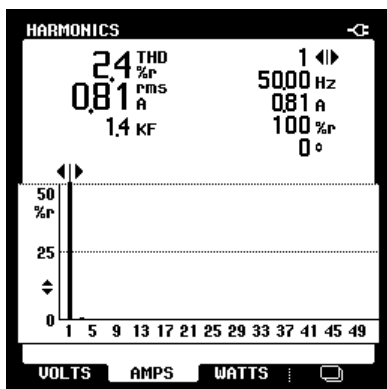 HARMONICS
2.4 THD %r
0.81 rms A
1.4 KF
1
50.00 Hz
0.81 A
100 %r
0 °
50
%r
25
0
1 5 9 13 17 21 25 29 33 37 41 45 49
VOLTS AMPS WATTS